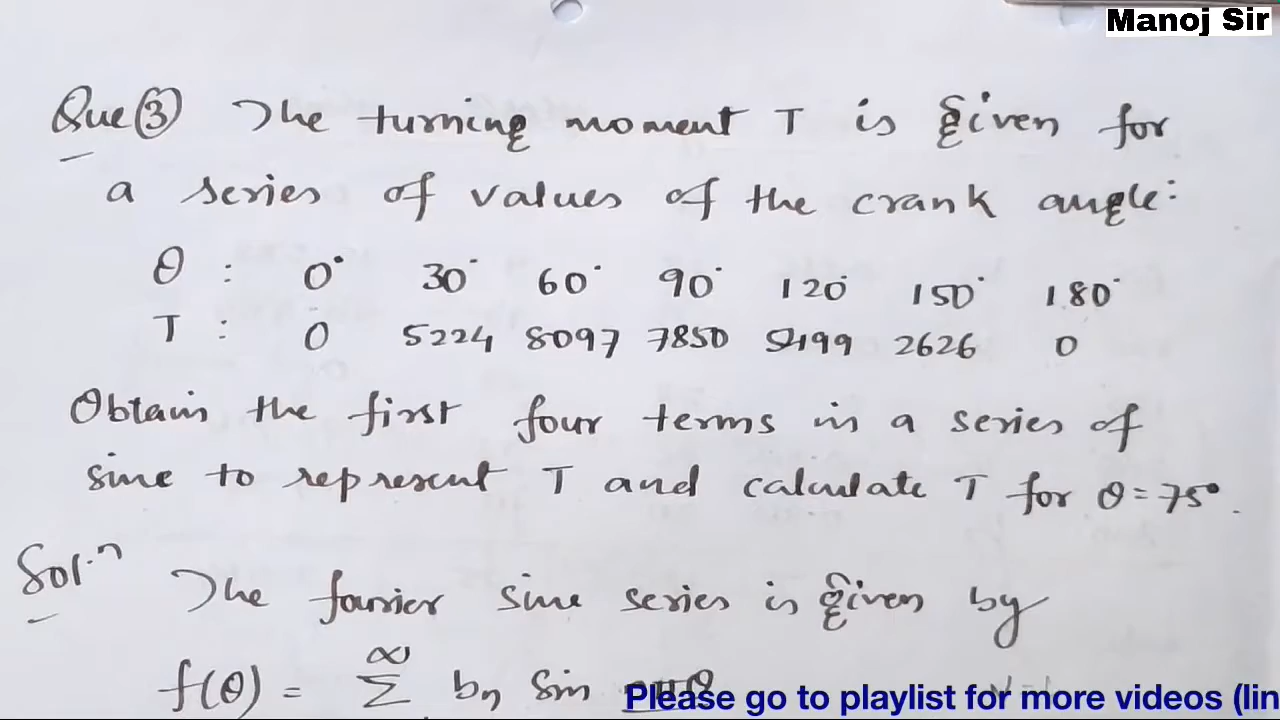 Manoj Sir
Que(3) The turning moment T is given for
a series of values of the crank angle:
θ : 0° 30° 60° 90° 120° 150° 180°
T : 0 5224 8097 7850 5499 2626 0
Obtain the first four terms in a series of
sine to represent T and calculate T for θ=75°.
Sol.n The fourier sine series is given by
f(θ) = ∞ Σ bn Sin
Please go to playlist for more videos (lin